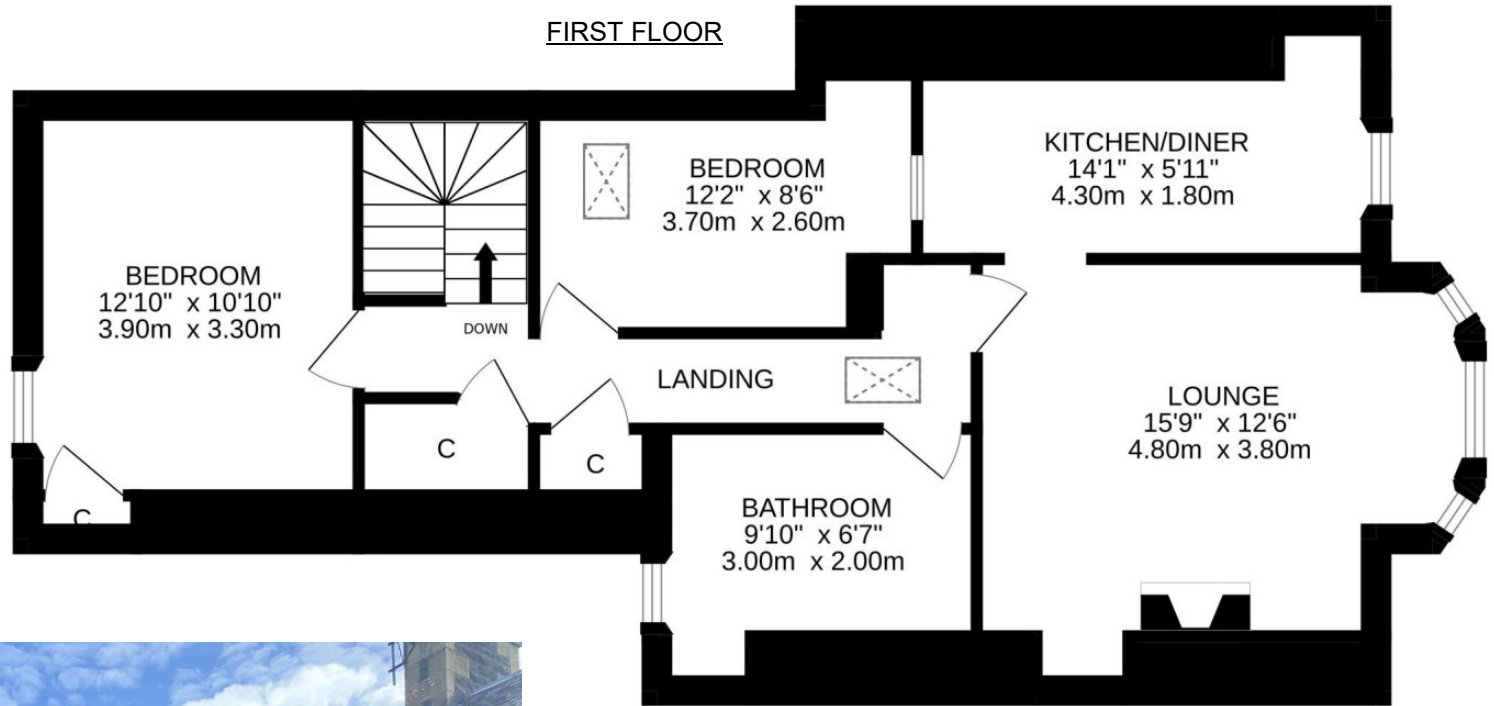 FIRST FLOOR
BEDROOM
12'10" x 10'10"
3.90m x 3.30m
C
DOWN
C
C
BEDROOM
12'2" x 8'6"
3.70m x 2.60m
LANDING
BATHROOM
9'10" x 6'7"
3.00m x 2.00m
KITCHEN/DINER
14'1" x 5'11"
4.30m x 1.80m
LOUNGE
15'9" x 12'6"
4.80m x 3.80m